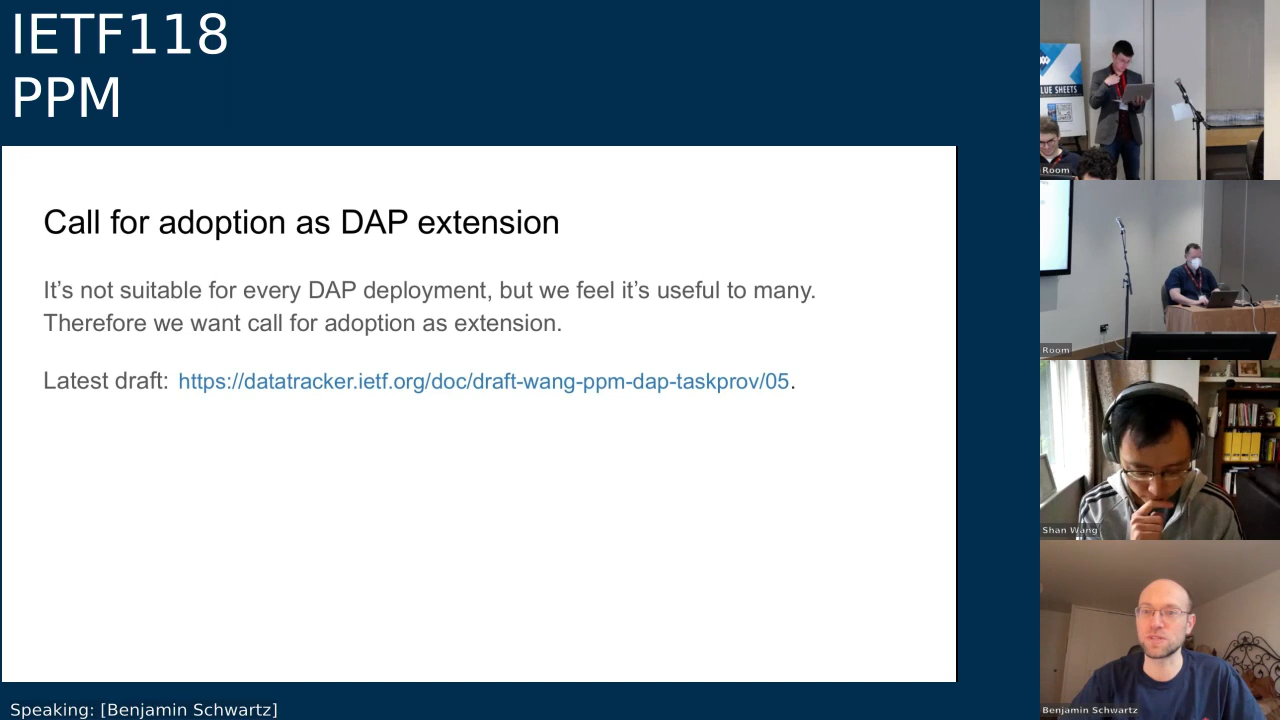 IETF118
PPM
Call for adoption as DAP extension
It's not suitable for every DAP deployment, but we feel it's useful to many.
Therefore we want call for adoption as extension.
Latest draft: https://datatracker.ietf.org/doc/draft-wang-ppm-dap-taskprov/05.
Speaking: [Benjamin Schwartz]
LUE SHEETS
Room
Room
Shan Wang
Benjamin Schwartz